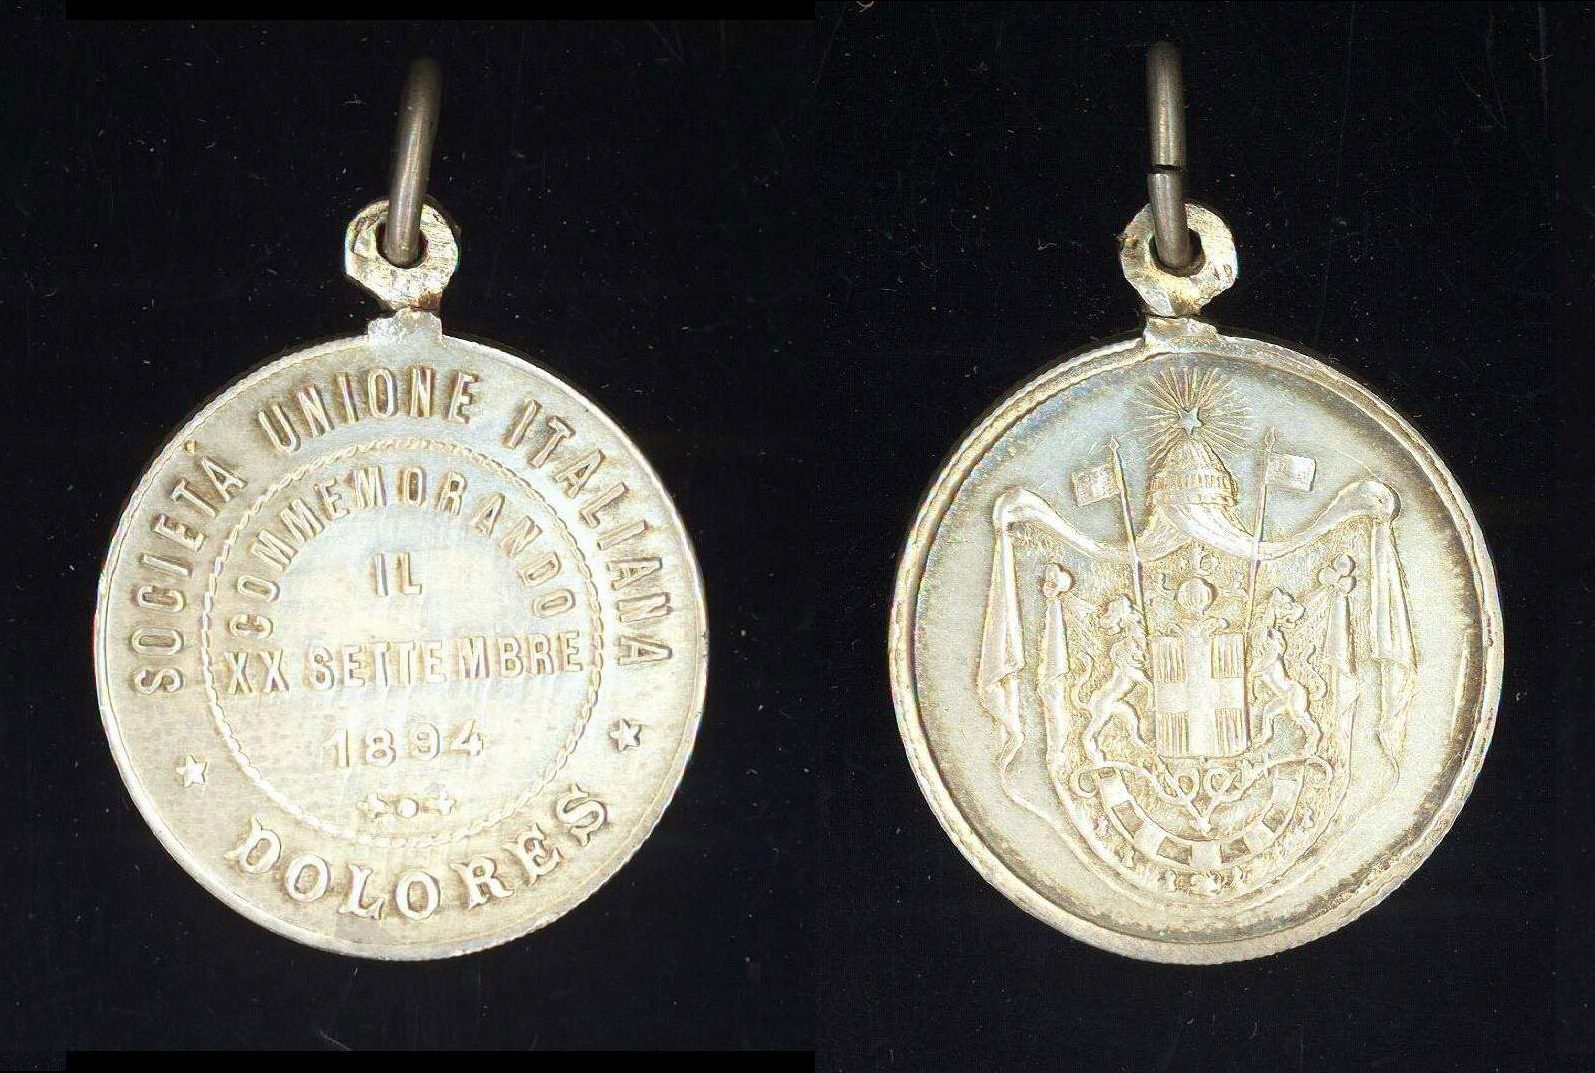 SOCIETÀ UNIONE ITALIANA
COMMEMORANDO
IL
XX SETTEMBRE
1894
DOLORES